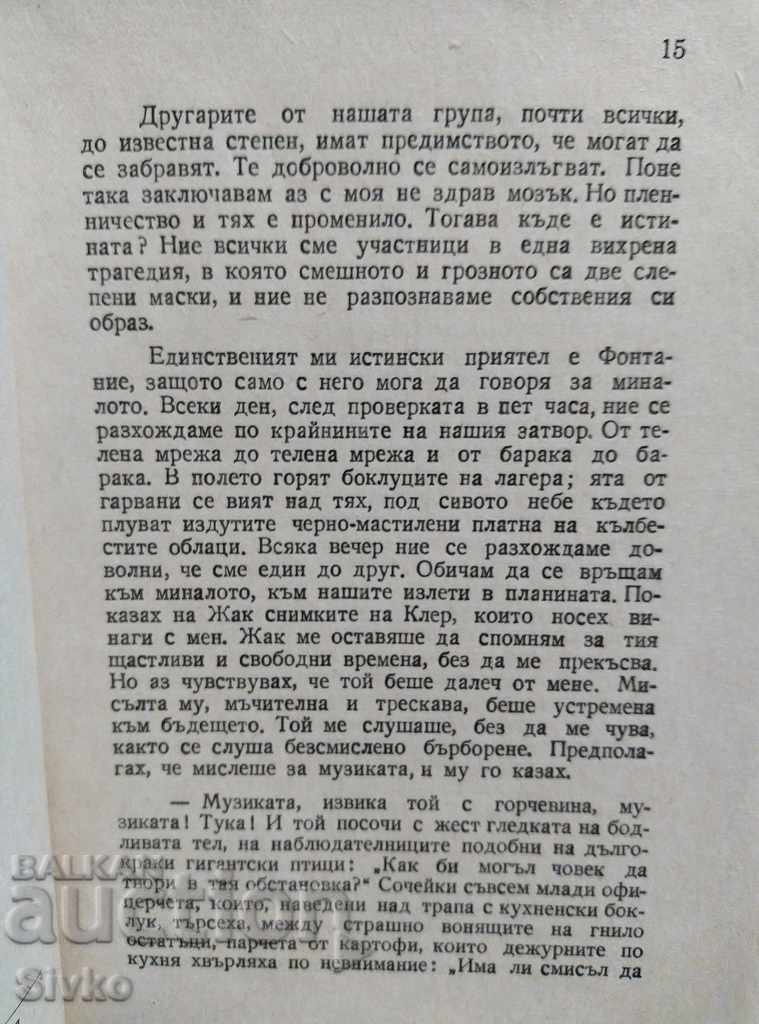 15
Другарите от нашата група, почти всички,
до известна степен, имат предимството, че могат да
се забравят. Те доброволно се самоизлъгват. Поне
така заключавам аз с моя не здрав мозък. Но плен-
ничество и тях е променило. Тогава къде е исти-
ната? Ние всички сме участници в една вихрена
трагедия, в която смешното и грозното са две сле-
пени маски, и ние не разпознаваме собствения си
образ.
Единственият ми истински приятел е Фонта-
ние, защото само с него мога да говоря за мина-
лото. Всеки ден, след проверката в пет часа, ние се
разхождаме по крайнините на нашия затвор. От те-
лена мрежа до телена мрежа и от барака до ба-
рака. В полето горят боклуците на лагера; ята от
гарвани се вият над тях, под сивото небе където
плуват издутите черно-мастилени платна на кълбе-
стите облаци. Всяка вечер ние се разхождаме до-
волни, че сме един до друг. Обичам да се връщам
към миналото, към нашите излети в планината. По-
казах на Жак снимките на Клер, които носех ви-
наги с мен. Жак ме оставяше да спомням за тия
щастливи и свободни времена, без да ме прекъсва.
Но аз чувствувах, че той беше далеч от мене. Ми-
сълта му, мъчителна и трескава, беше устремена
към бъдещето. Той ме слушаше, без да ме чува,
както се слуша безсмислено бърборене. Предпола-
гах, че мислеше за музиката, и му го казах.
— Музиката, извика той с горчевина, му-
зиката! Тука! И той посочи с жест гледката на бод-
ливата тел, на наблюдателниците подобни на дълго-
краки гигантски птици: „Как би могъл човек да
твори в тая обстановка?“ Сочейки съвсем млади офи-
церчета, които, наведени над трапа с кухненски бок-
лук, търсеха, между страшно вонящите на гнило
остатъци, парчета от картофи, които дежурните по
кухня хвърляха по невнимание: „Има ли смисъл да
BALKAN
auction
Sivko